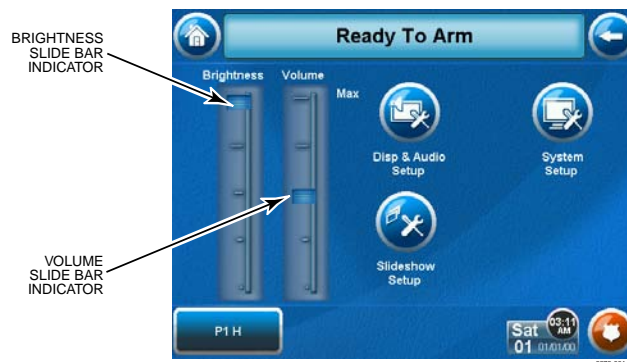 BRIGHTNESS
SLIDE BAR
INDICATOR
Ready To Arm
Brightness
Volume
Max
Disp & Audio
Setup
System
Setup
Slideshow
Setup
VOLUME
SLIDE BAR
INDICATOR
P1 H
Sat
01
03:11
AM
01/01/00